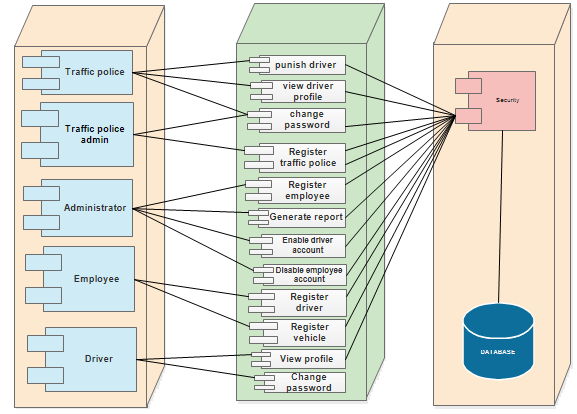 Traffic police
Traffic police
admin
Administrator
Employee
Driver
punish driver
view driver
profile
change
password
Register
traffic police
Register
employee
Generate report
Enable driver
account
Disable employee
account
Register
driver
Register
vehicle
View profile
Change
password
Security
DATABASE